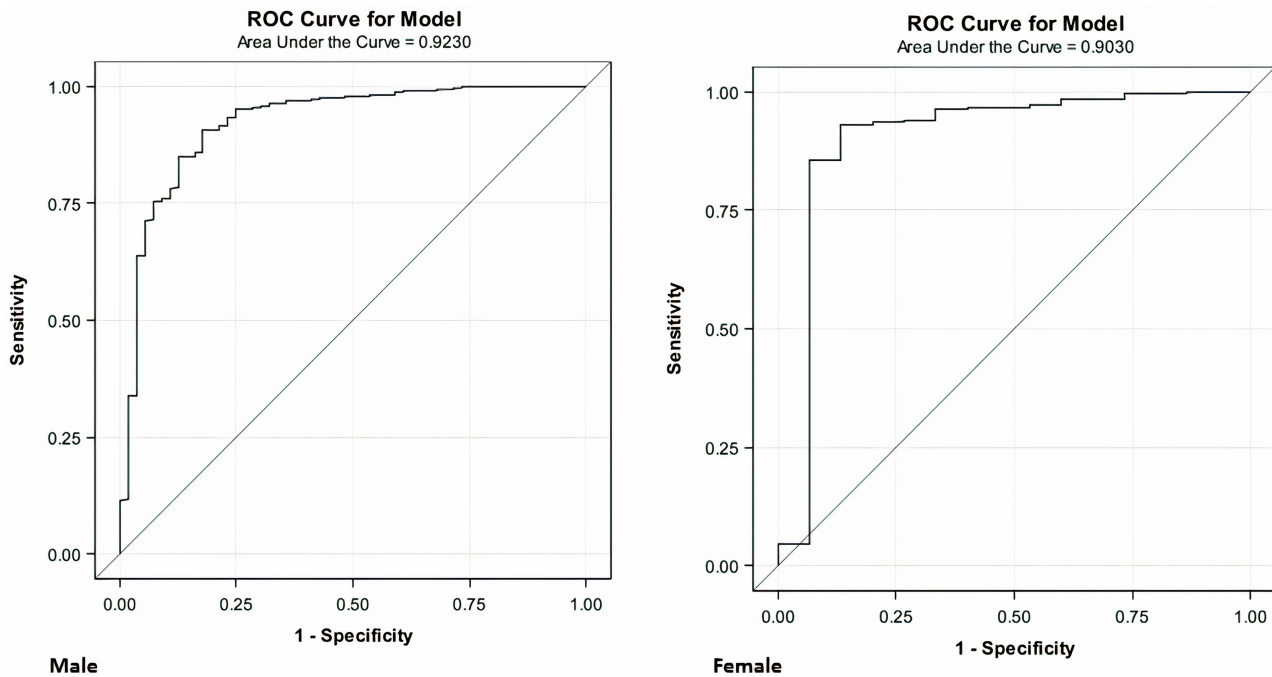 ROC Curve for Model
Area Under the Curve = 0.9230
1.00
0.75
0.50
0.25
0.00
Sensitivity
0.00 0.25 0.50 0.75 1.00
1 - Specificity
Male
ROC Curve for Model
Area Under the Curve = 0.9030
1.00
0.75
0.50
0.25
0.00
Sensitivity
0.00 0.25 0.50 0.75 1.00
1 - Specificity
Female